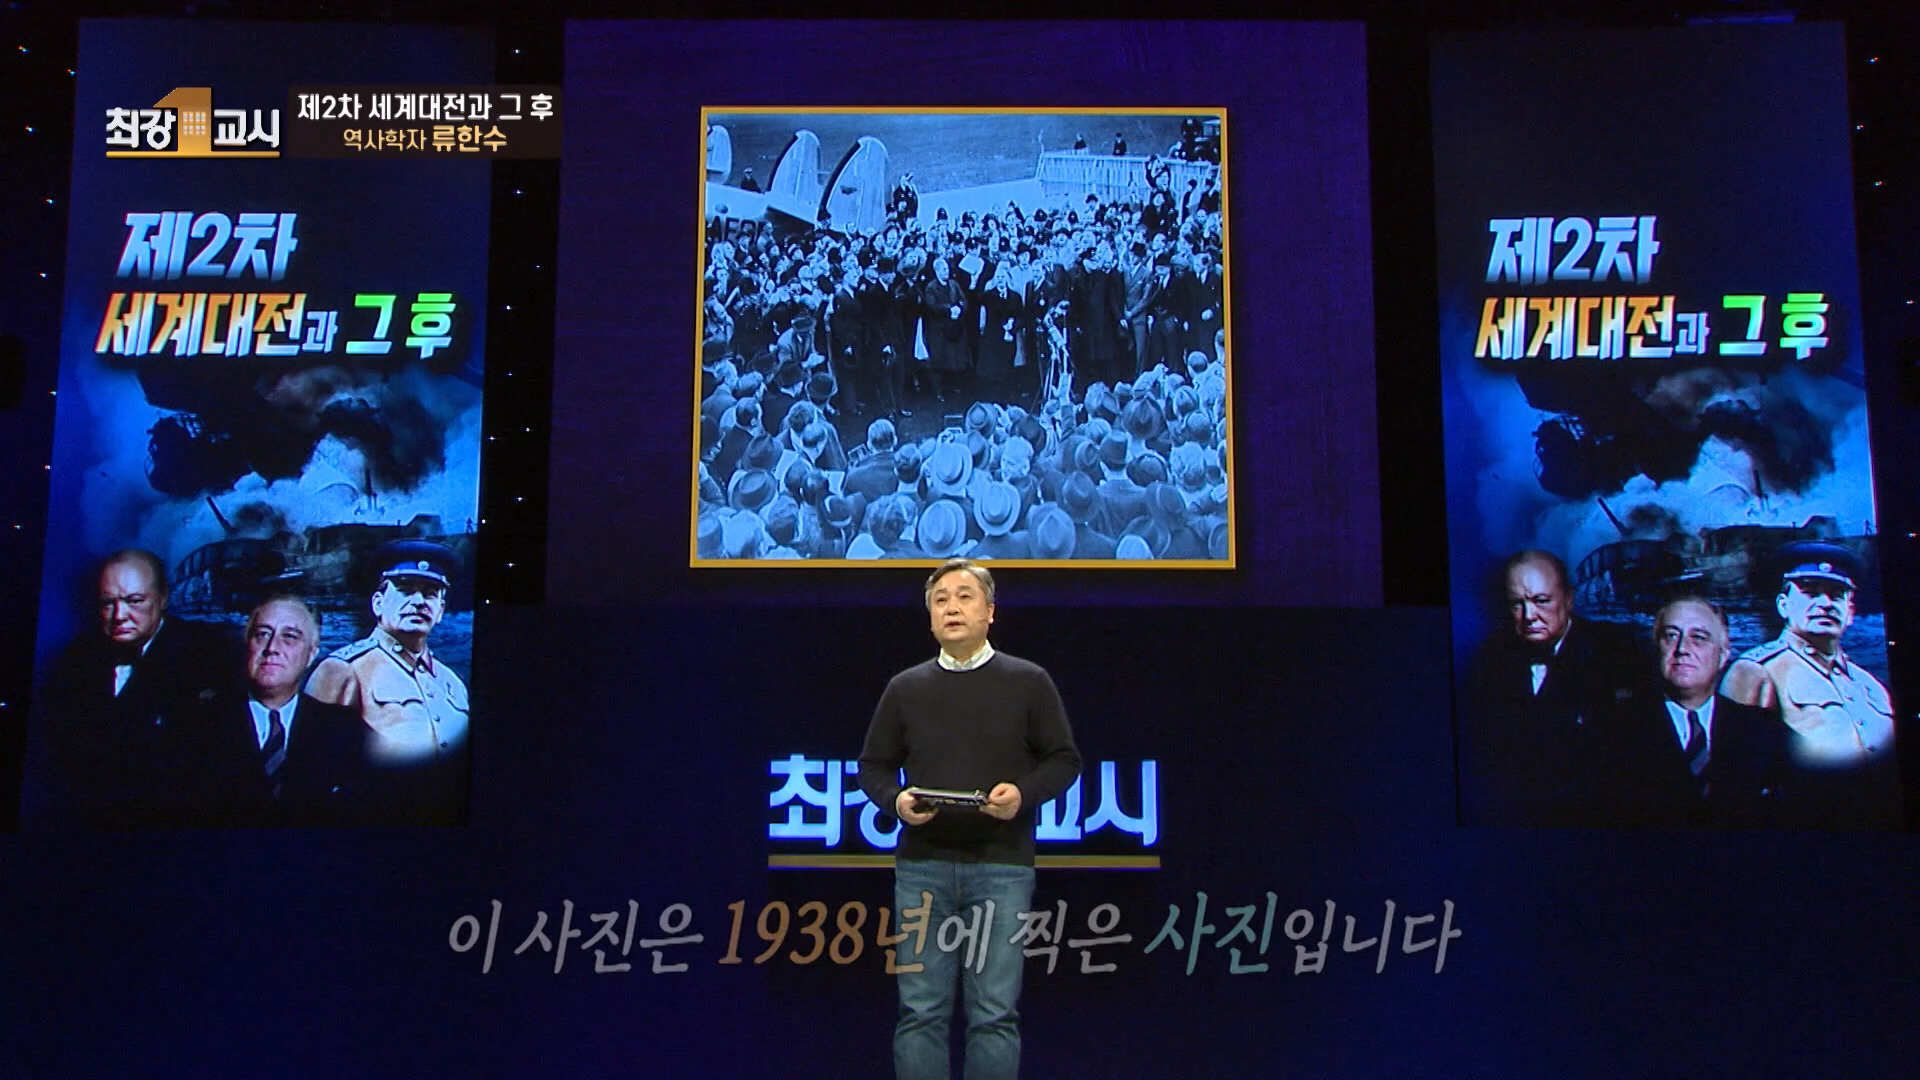 최강1교시
제2차 세계대전과 그 후
역사학자 류한수
제2차
세계대전과 그 후
제2차
세계대전과 그 후
최강 교시
이 사진은 1938년에 찍은 사진입니다